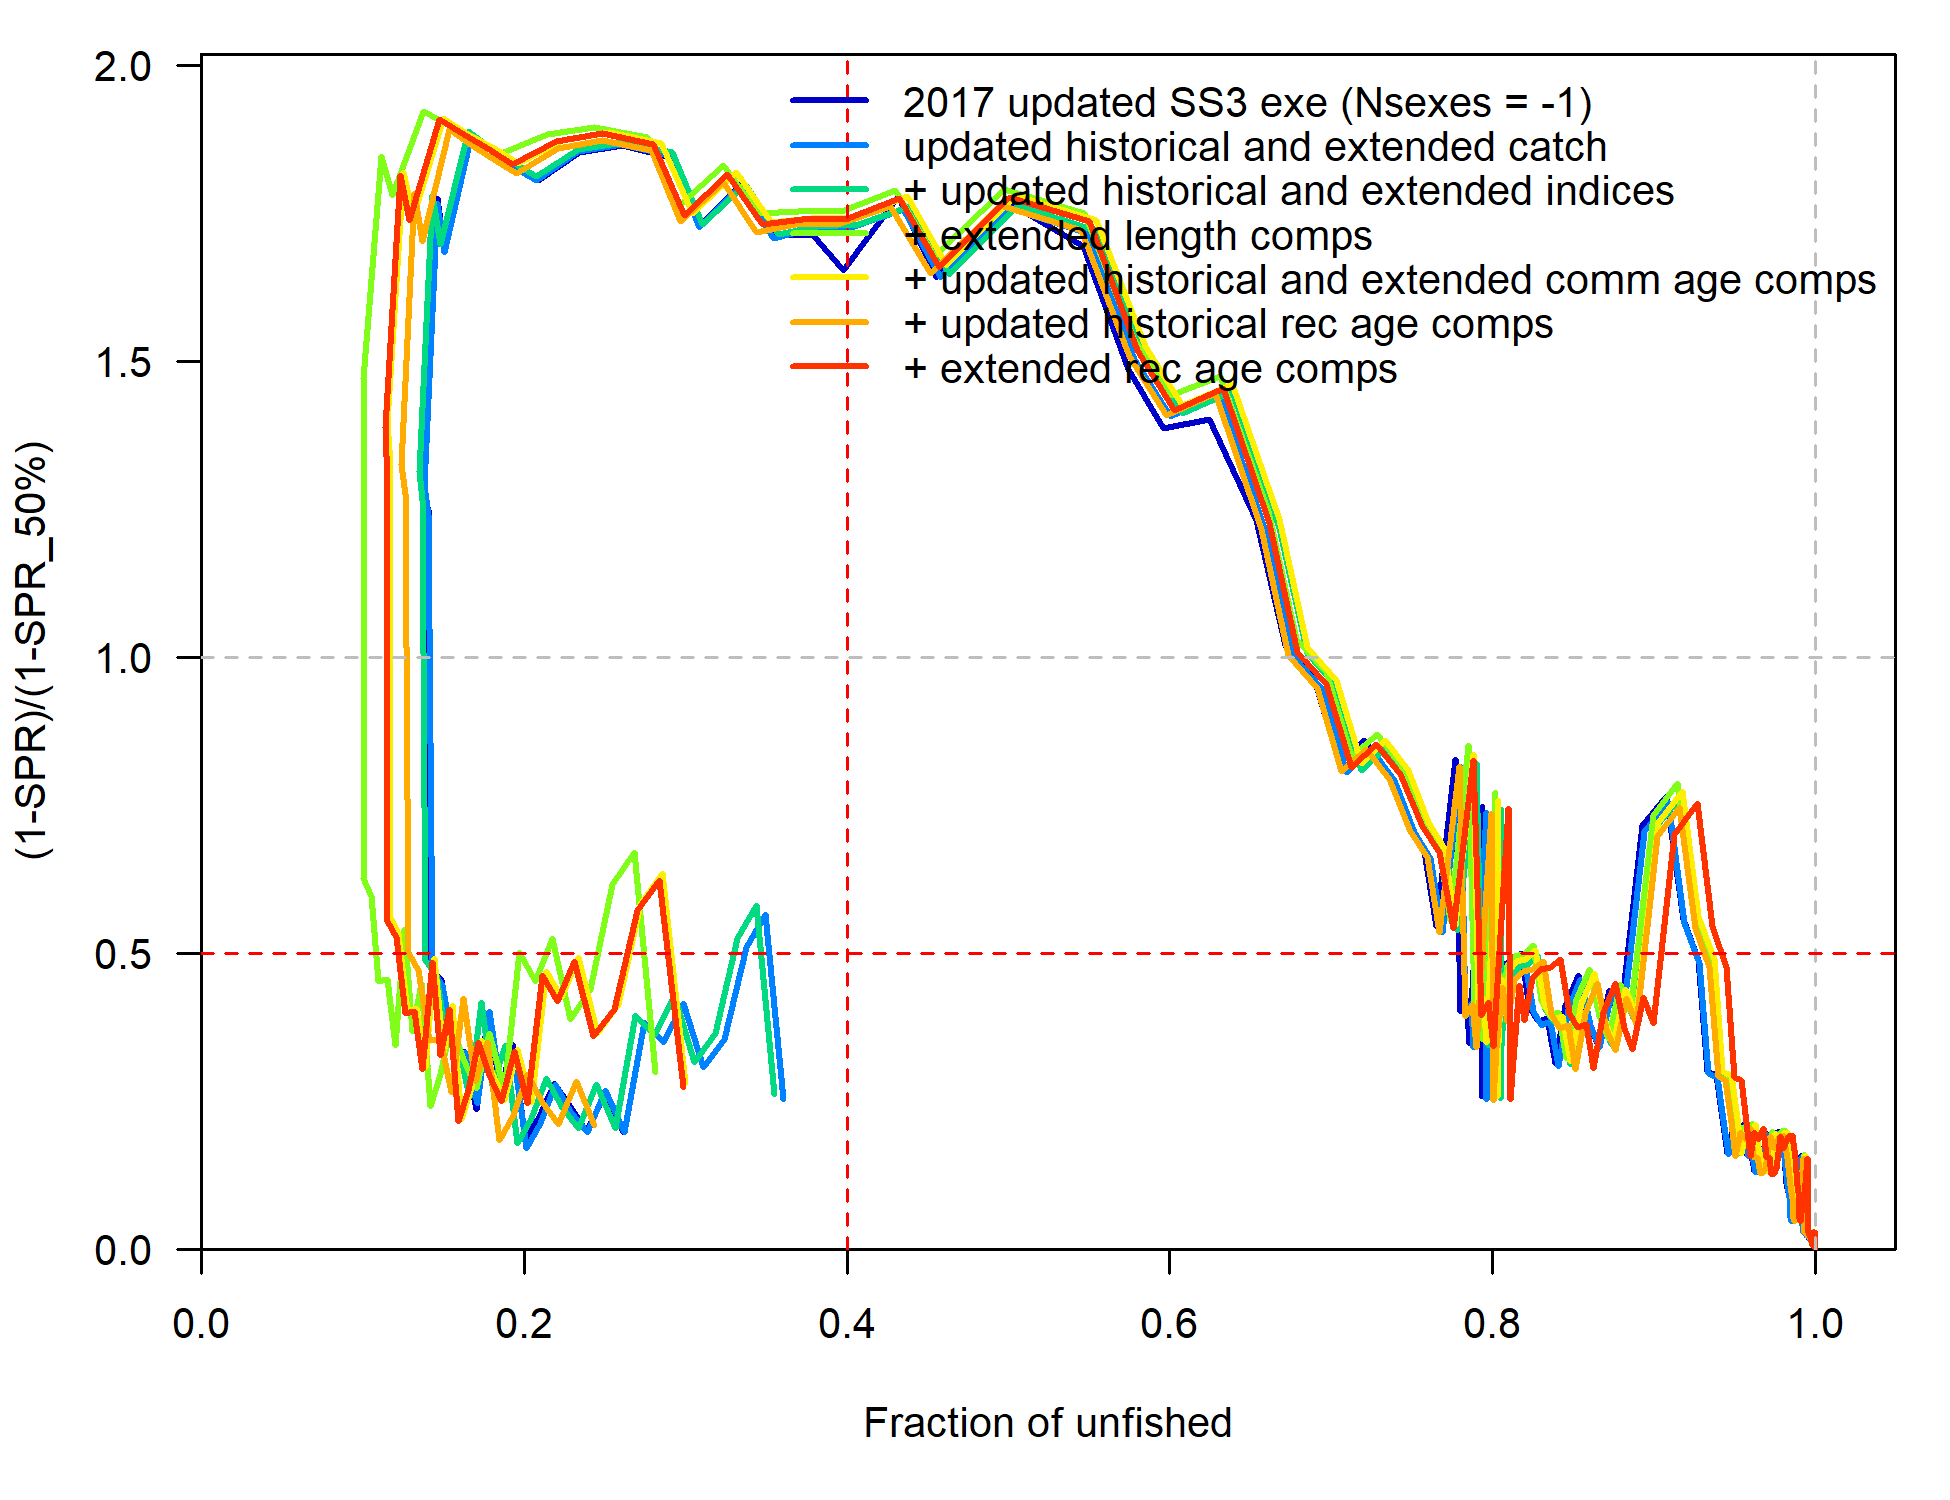 2.0
1.5
1.0
0.5
0.0
(1-SPR)/(1-SPR_50%)
2017 updated SS3 exe (Nsexes = -1)
updated historical and extended catch
+ updated historical and extended indices
+ extended length comps
+ updated historical and extended comm age comps
+ updated historical rec age comps
+ extended rec age comps
0.0 0.2 0.4 0.6 0.8 1.0
Fraction of unfished